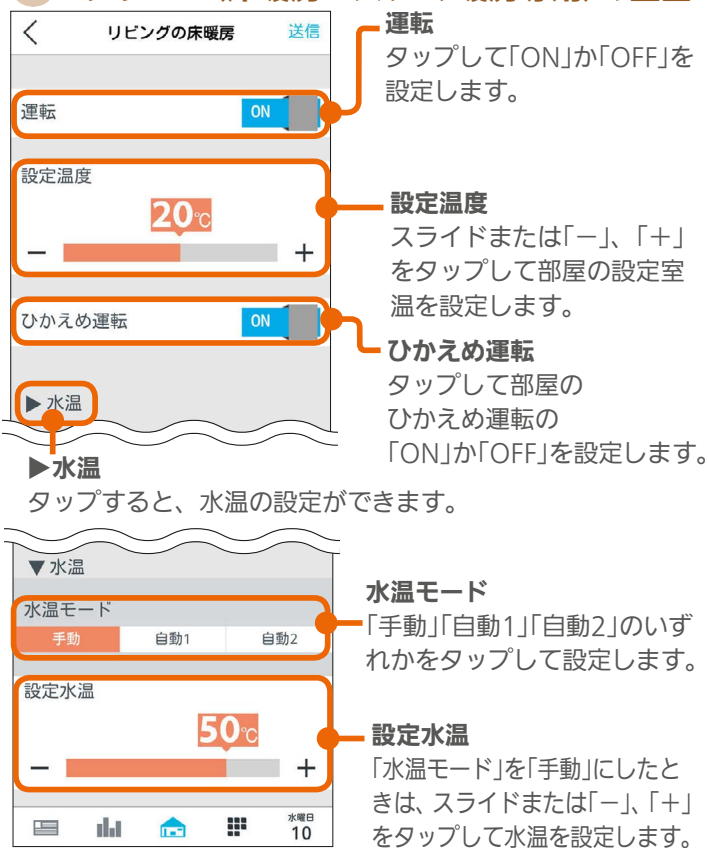 リビングの床暖房
送信
運転
ON
設定温度
20℃
− +
ひかえめ運転
ON
▶水温
運転
タップして「ON」か「OFF」を
設定します。
設定温度
スライドまたは「－」、「＋」
をタップして部屋の設定室
温を設定します。
ひかえめ運転
タップして部屋の
ひかえめ運転の
「ON」か「OFF」を設定します。
▶水温
タップすると、水温の設定ができます。
▼水温
水温モード
手動 自動1 自動2
設定水温
50℃
− +
水曜日
10
水温モード
「手動」「自動1」「自動2」のいず
れかをタップして設定します。
設定水温
「水温モード」を「手動」にしたと
きは、スライドまたは「－」、「＋」
をタップして水温を設定します。